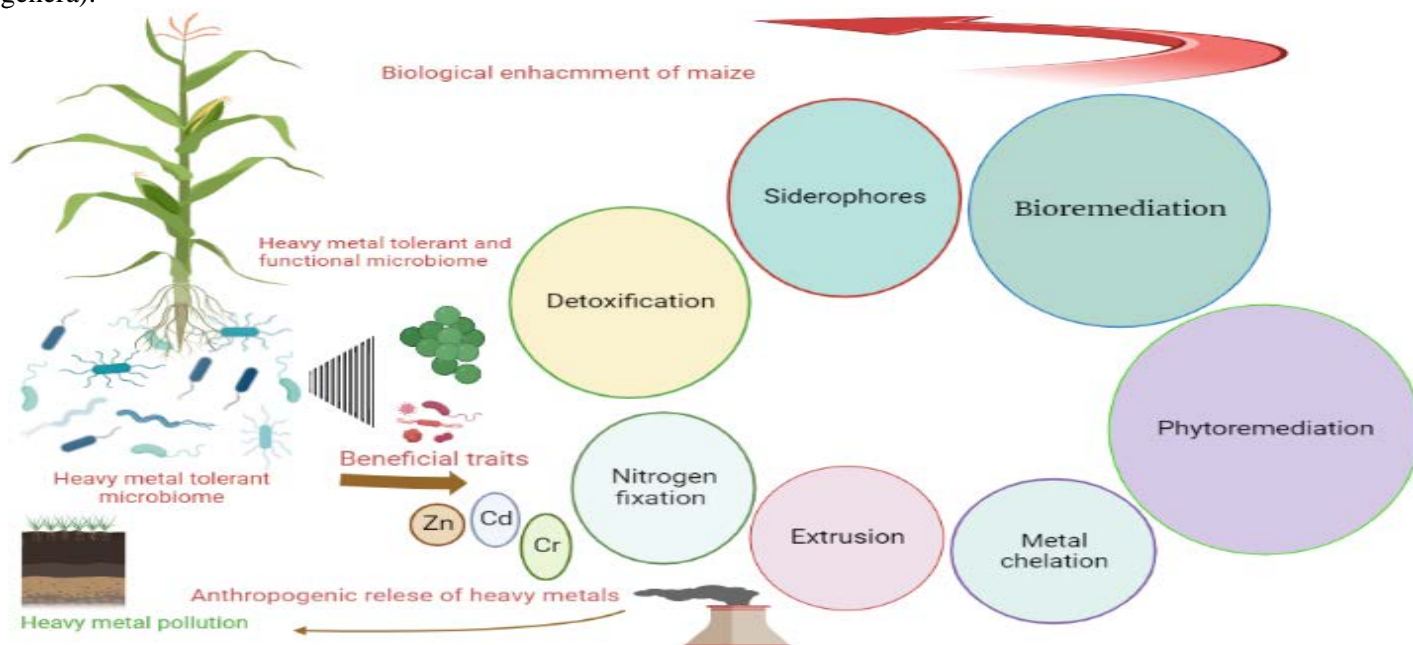 genera).
Biological enhacmment of maize
Siderophores
Bioremediation
Heavy metal tolerant and
functional microbiome
Detoxification
Phytoremediation
Beneficial traits
Heavy metal tolerant
microbiome
Nitrogen
fixation
Zn
Cd
Cr
Extrusion
Metal
chelation
Anthropogenic relese of heavy metals
Heavy metal pollution